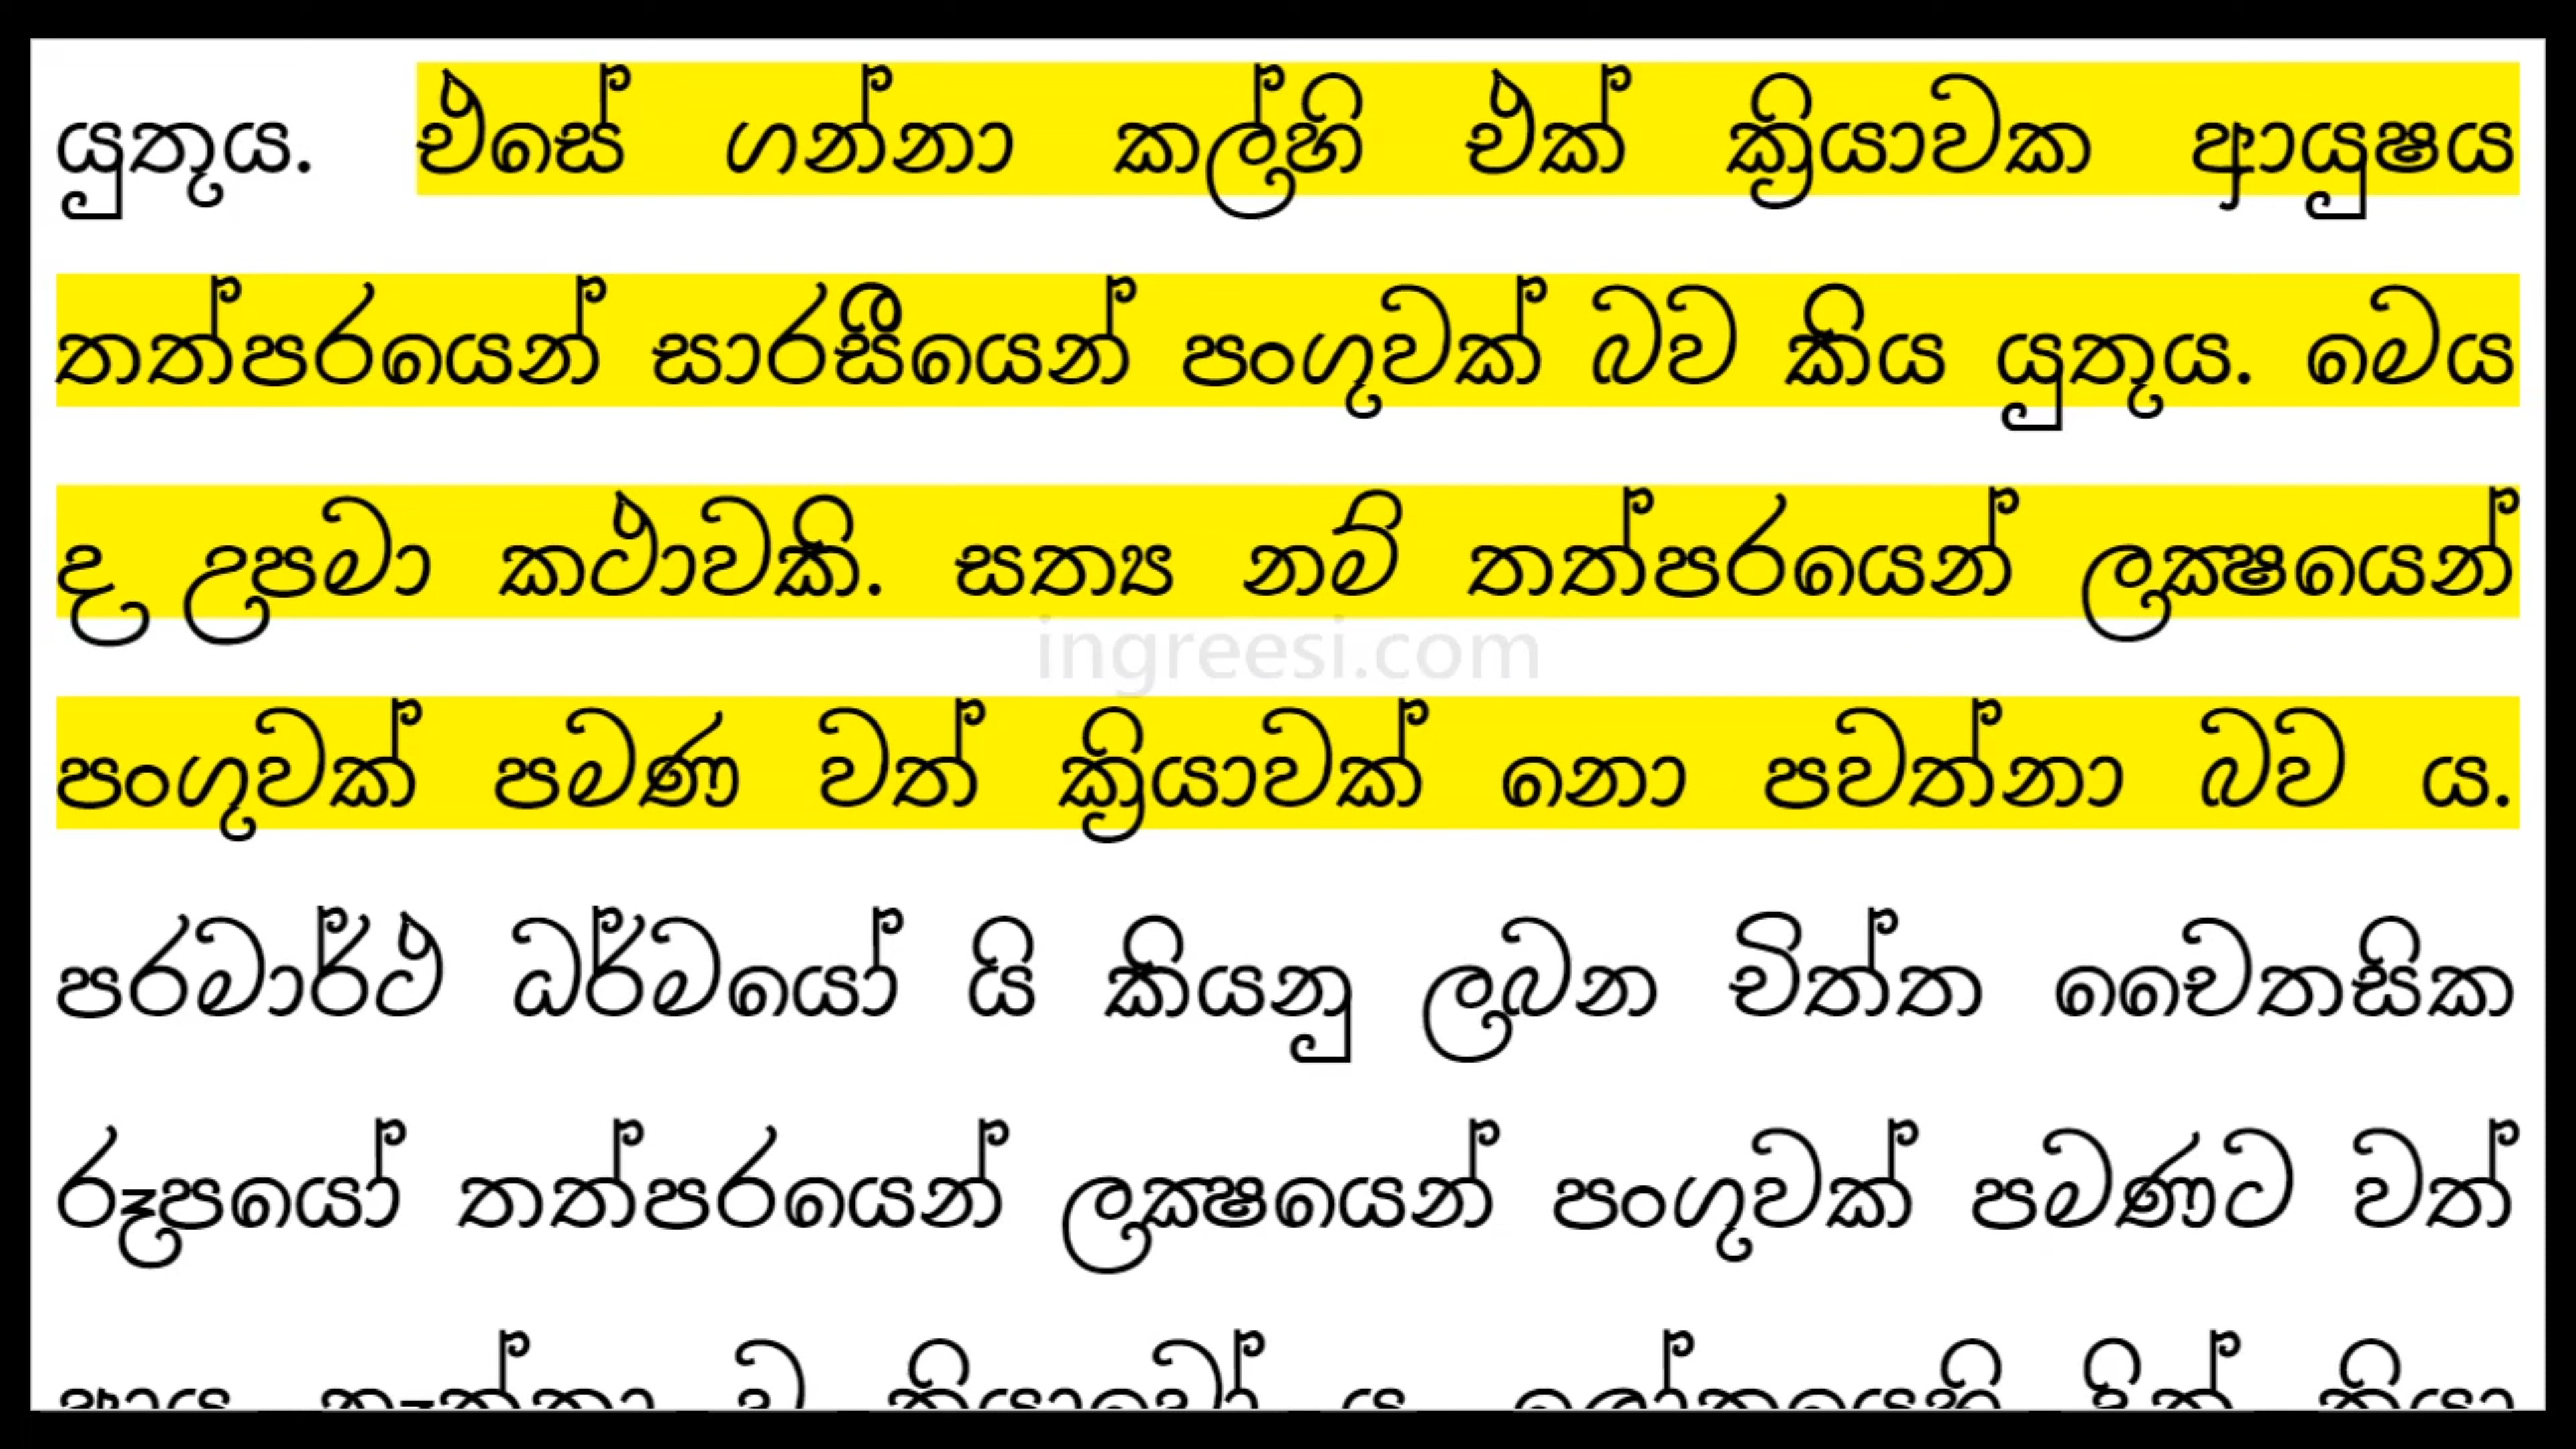 යුතුය. ඒසේ ගන්නා කල්හි ඒක් ක්‍රියාවක ආයුෂය
තත්පරයෙන් සාරසීයෙන් පංගුවක් බව කිය යුතුය. මෙය
ද උපමා කථාවකි. සත්‍ය නම් තත්පරයෙන් ලක්‍ෂයෙන්
ingreesi.com
පංගුවක් පමණ වත් ක්‍රියාවක් නො පවත්නා බව ය.
පරමාර්ථ ධර්මයෝ යි කියනු ලබන චිත්ත චෛතසික
රූපයෝ තත්පරයෙන් ලක්‍ෂයෙන් පංගුවක් පමණට වත්